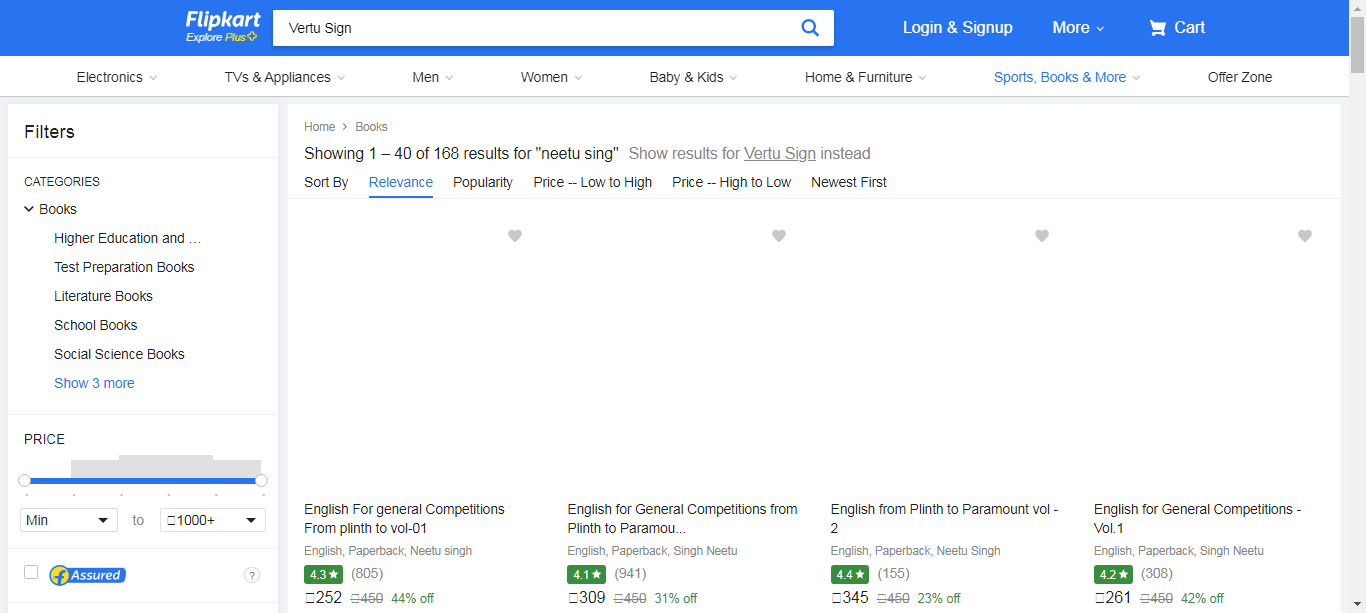 Flipkart
Explore Plus
Vertu Sign
Login & Signup
More
Cart
Electronics
TVs & Appliances
Men
Women
Baby & Kids
Home & Furniture
Sports, Books & More
Offer Zone
Filters
CATEGORIES
Books
Higher Education and …
Test Preparation Books
Literature Books
School Books
Social Science Books
Show 3 more
PRICE
Min to 1000+
f Assured
?
Home > Books
Showing 1 – 40 of 168 results for "neetu sing" Show results for Vertu Sign instead
Sort By Relevance Popularity Price -- Low to High Price -- High to Low Newest First
English For general Competitions
From plinth to vol-01
English, Paperback, Neetu singh
4.3 ★ (805)
252 450 44% off
English for General Competitions from
Plinth to Paramou...
English, Paperback, Singh Neetu
4.1 ★ (941)
309 450 31% off
English from Plinth to Paramount vol -
2
English, Paperback, Neetu Singh
4.4 ★ (155)
345 450 23% off
English for General Competitions -
Vol.1
English, Paperback, Singh Neetu
4.2 ★ (308)
261 450 42% off